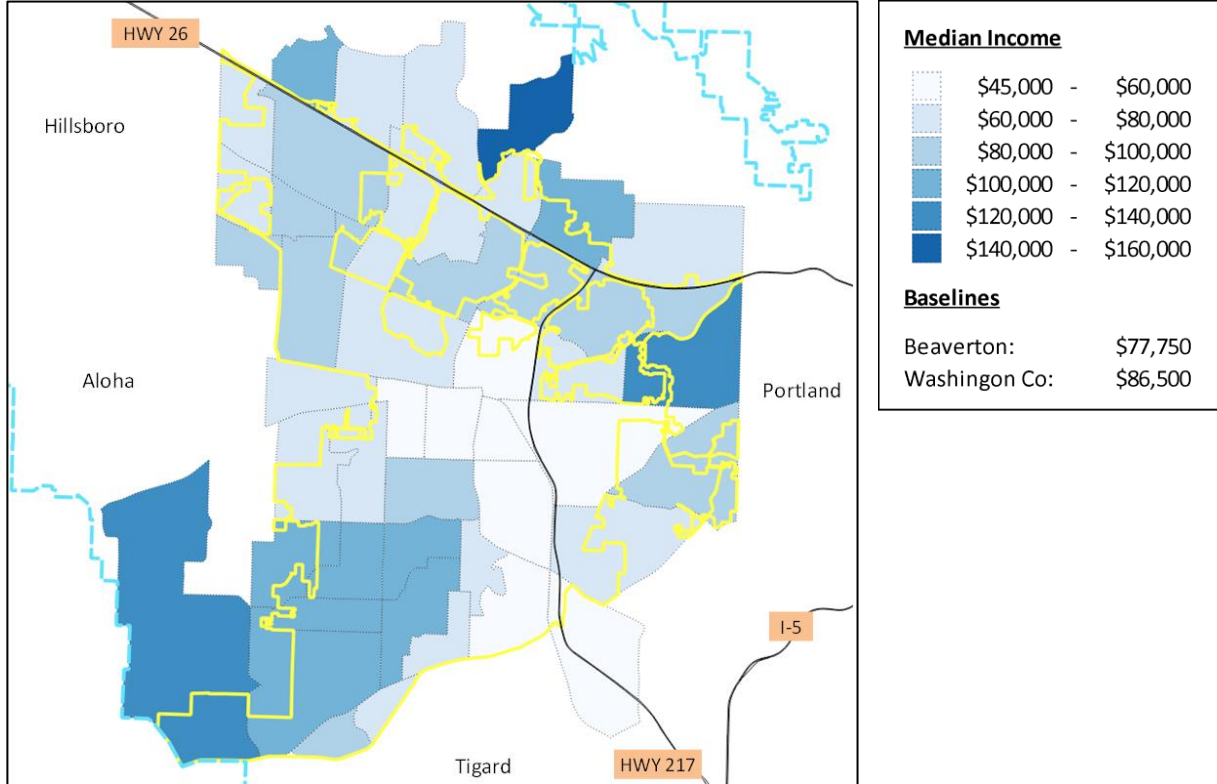 HWY 26
Hillsboro
Aloha
Portland
I-5
Tigard
HWY 217
Median Income
$45,000 - $60,000
$60,000 - $80,000
$80,000 - $100,000
$100,000 - $120,000
$120,000 - $140,000
$140,000 - $160,000
Baselines
Beaverton: $77,750
Washingon Co: $86,500